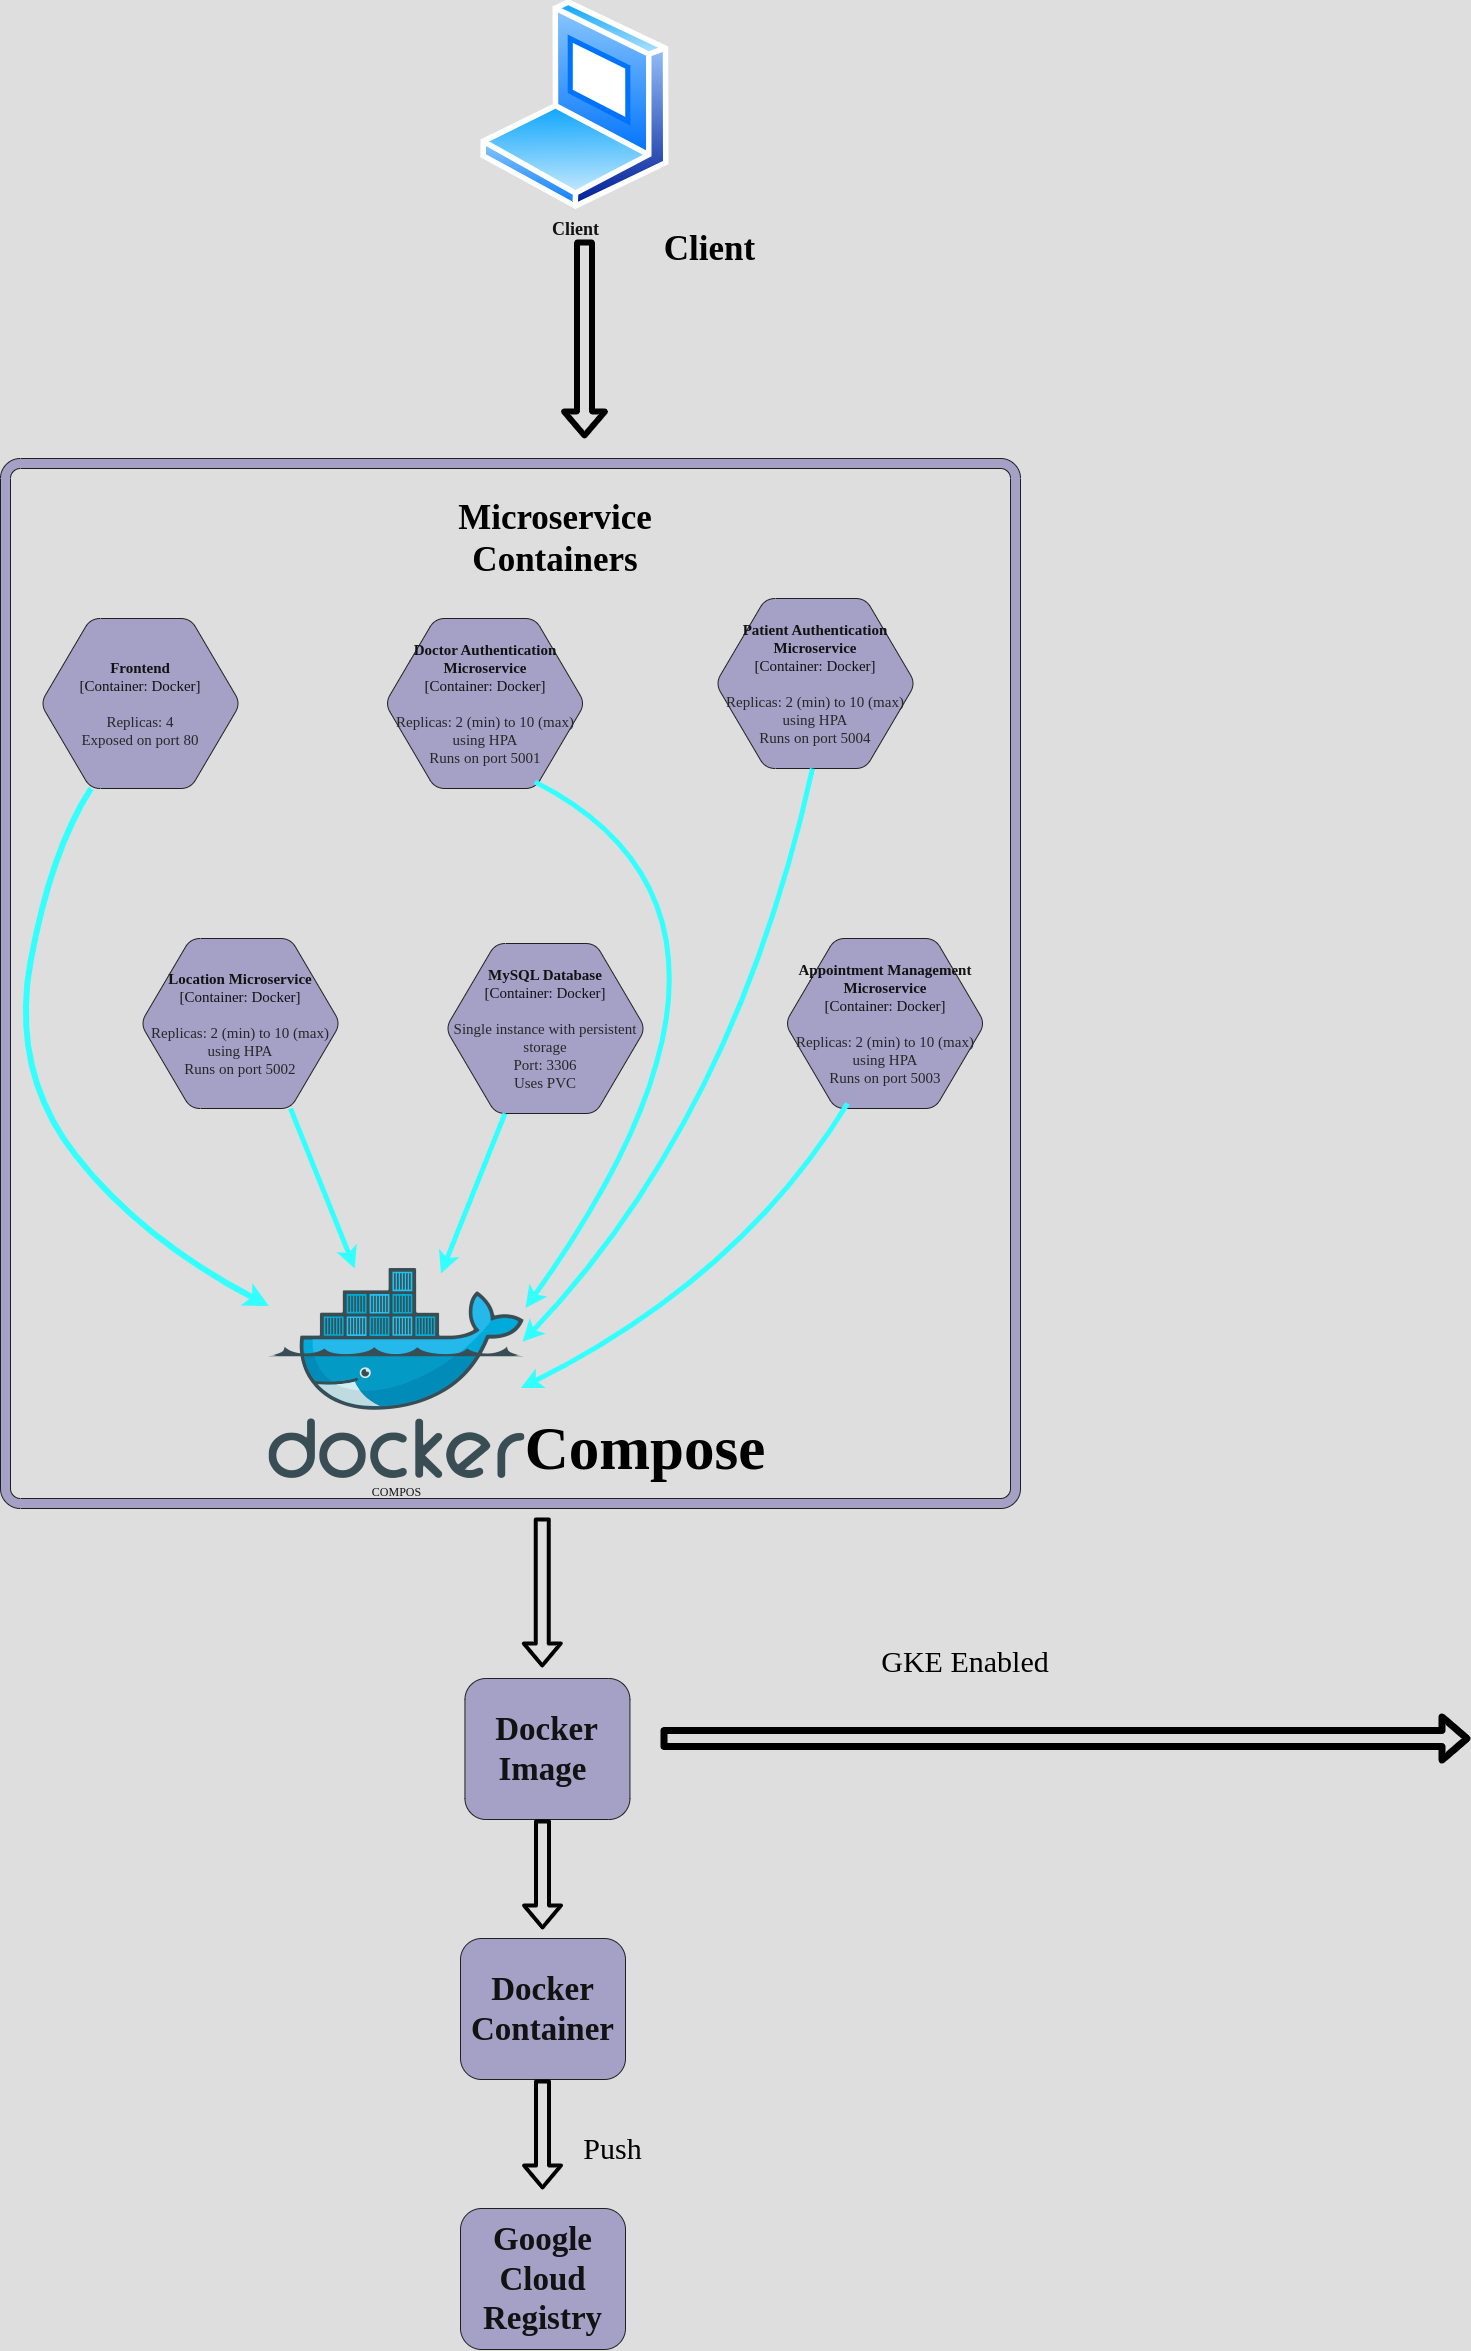 Client
Client
Microservice
Containers
Frontend
[Container: Docker]
Replicas: 4
Exposed on port 80
Doctor Authentication
Microservice
[Container: Docker]
Replicas: 2 (min) to 10 (max)
using HPA
Runs on port 5001
Patient Authentication
Microservice
[Container: Docker]
Replicas: 2 (min) to 10 (max)
using HPA
Runs on port 5004
Location Microservice
[Container: Docker]
Replicas: 2 (min) to 10 (max)
using HPA
Runs on port 5002
MySQL Database
[Container: Docker]
Single instance with persistent
storage
Port: 3306
Uses PVC
Appointment Management
Microservice
[Container: Docker]
Replicas: 2 (min) to 10 (max)
using HPA
Runs on port 5003
docker Compose
COMPOS
GKE Enabled
Docker
Image
Docker
Container
Push
Google
Cloud
Registry